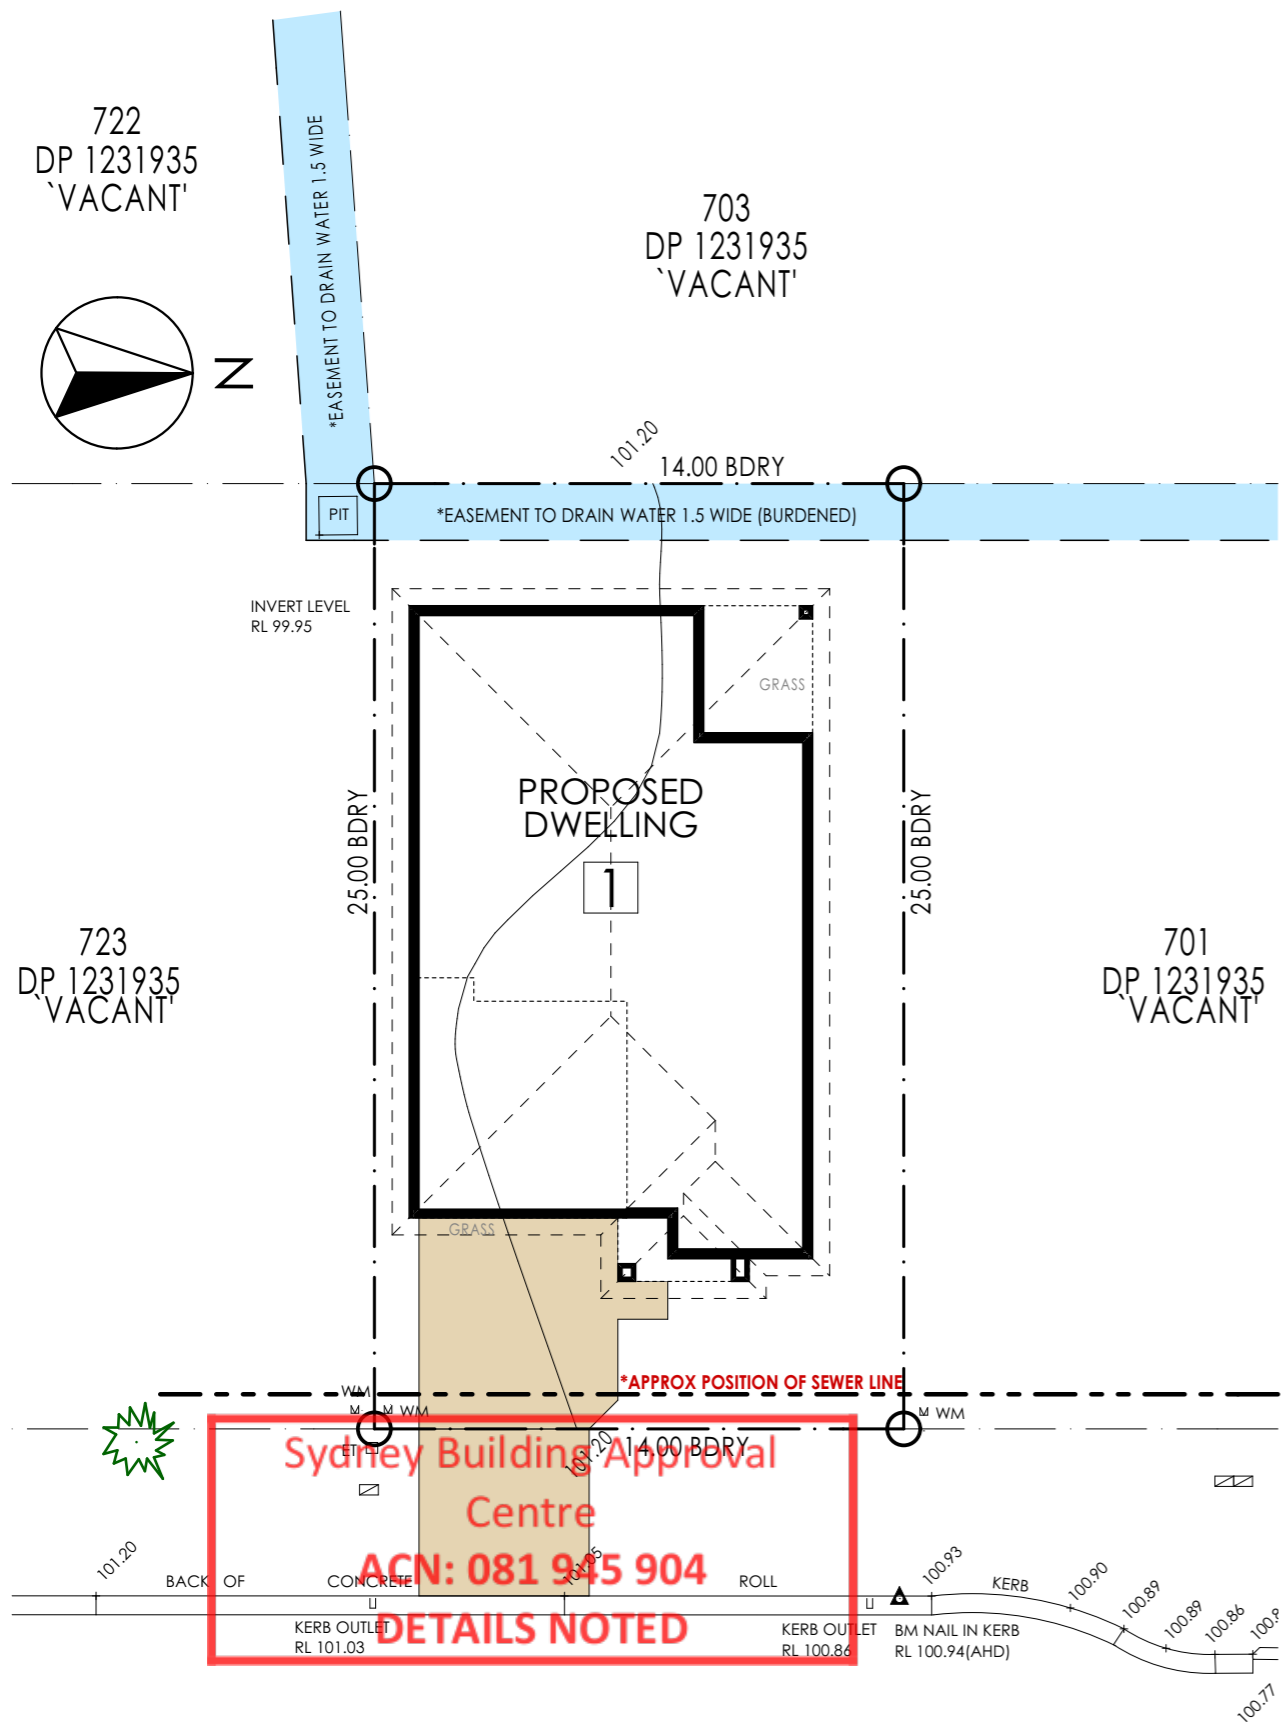 722
DP 1231935
`VACANT'
*EASEMENT TO DRAIN WATER 1.5 WIDE
703
DP 1231935
`VACANT'
N
101.20
14.00 BDRY
PIT
*EASEMENT TO DRAIN WATER 1.5 WIDE (BURDENED)
INVERT LEVEL
RL 99.95
GRASS
PROPOSED
DWELLING
1
25.00 BDRY
25.00 BDRY
723
DP 1231935
`VACANT'
701
DP 1231935
`VACANT'
GRASS
*APPROX POSITION OF SEWER LINE
WM
WM
WM
ET
101.20
14.00 BDRY
Sydney Building Approval
Centre
ACN: 081 945 904
DETAILS NOTED
101.20
BACK OF CONCRETE ROLL KERB
101.05
100.93
100.90
100.89
100.89
100.86
100.77
KERB OUTLET
RL 101.03
KERB OUTLET
RL 100.86
BM NAIL IN KERB
RL 100.94(AHD)